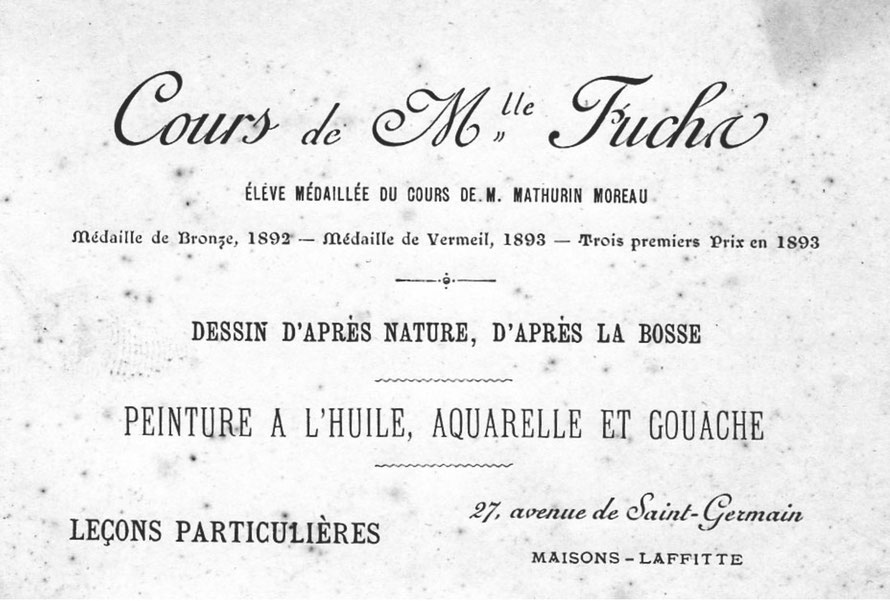 Cours de Mlle Fucha
ÉLÈVE MÉDAILLÉE DU COURS DE M. MATHURIN MOREAU
Médaille de Bronze, 1892 — Médaille de Vermeil, 1893 — Trois premiers Prix en 1893
DESSIN D'APRÈS NATURE, D'APRÈS LA BOSSE
PEINTURE A L'HUILE, AQUARELLE ET GOUACHE
LEÇONS PARTICULIÈRES
27, avenue de Saint-Germain
MAISONS-LAFFITTE